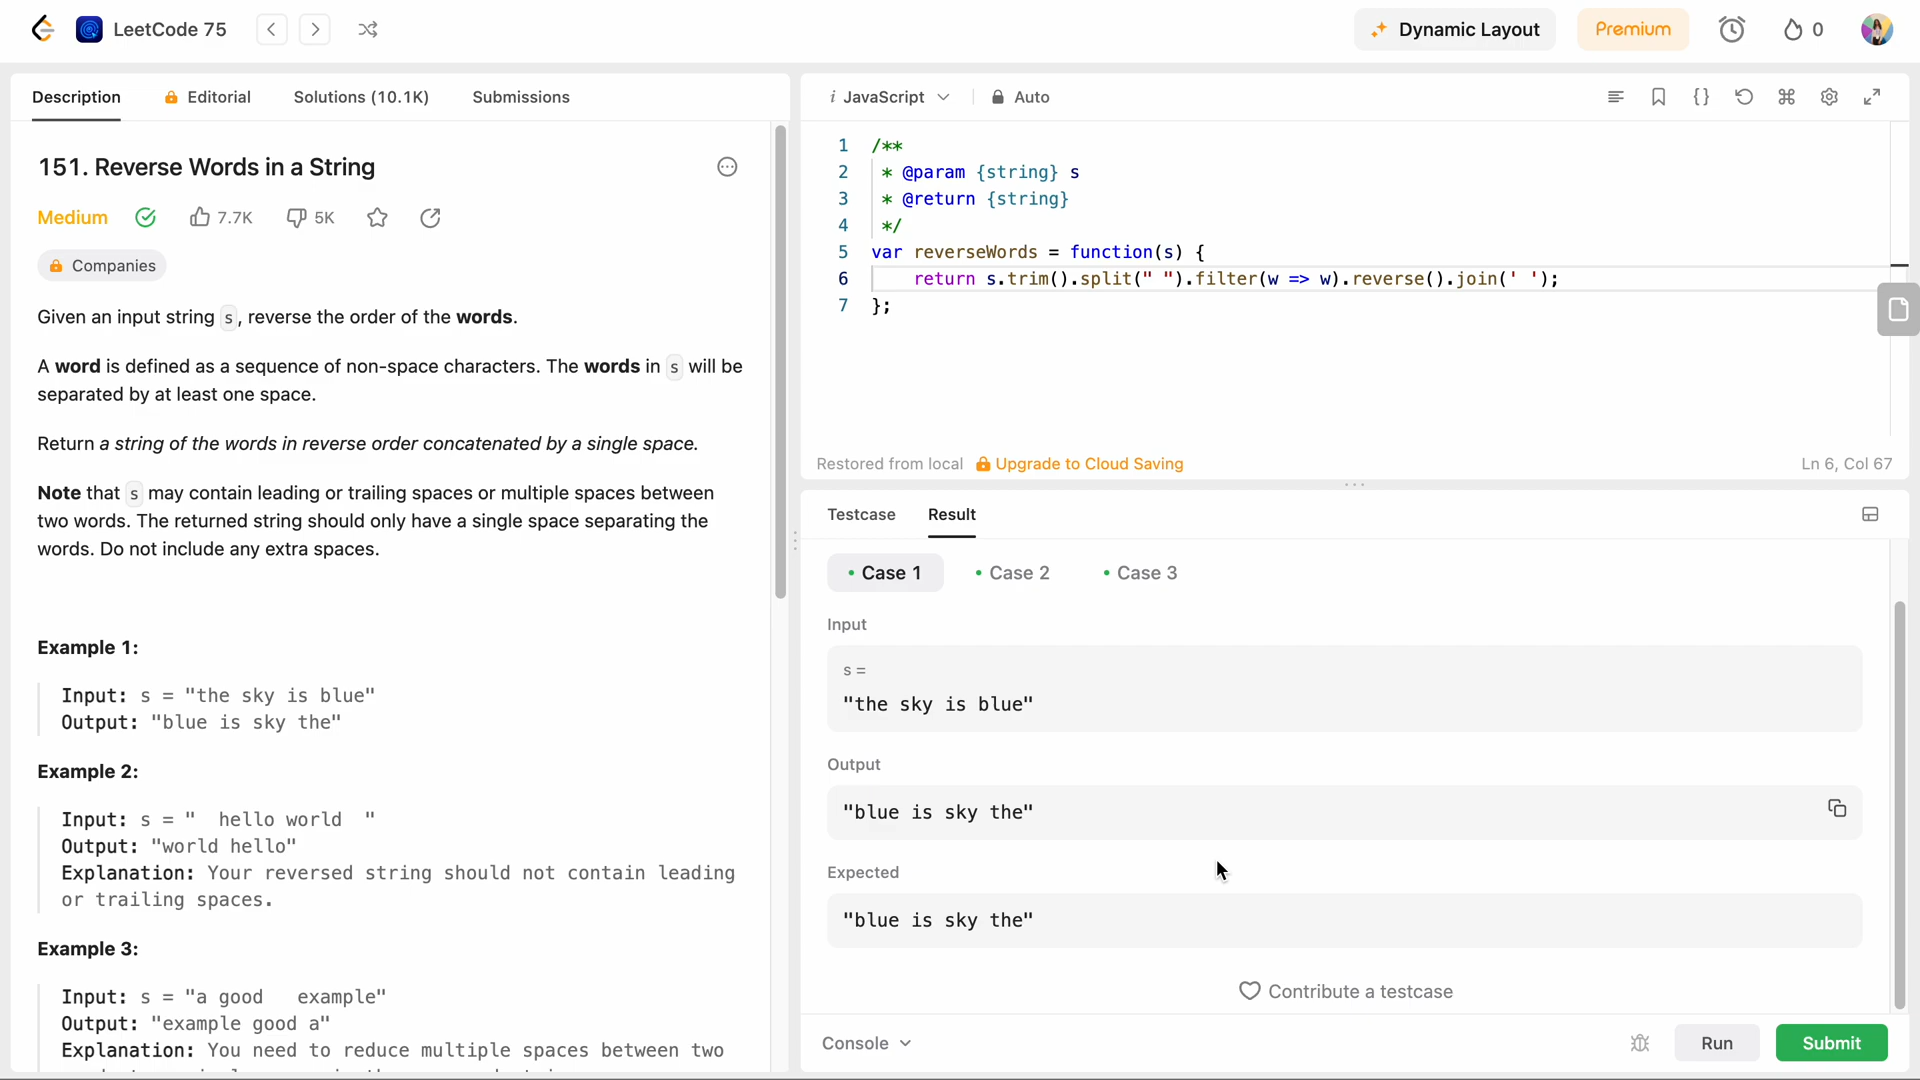 LeetCode 75
Dynamic Layout
Premium
0
Description
Editorial
Solutions (10.1K)
Submissions
151. Reverse Words in a String
Medium
7.7K
5K
Companies
Given an input string s, reverse the order of the words.
A word is defined as a sequence of non-space characters. The words in s will be
separated by at least one space.
Return a string of the words in reverse order concatenated by a single space.
Note that s may contain leading or trailing spaces or multiple spaces between
two words. The returned string should only have a single space separating the
words. Do not include any extra spaces.
Example 1:
Input: s = "the sky is blue"
Output: "blue is sky the"
Example 2:
Input: s = "  hello world  "
Output: "world hello"
Explanation: Your reversed string should not contain leading
or trailing spaces.
Example 3:
Input: s = "a good   example"
Output: "example good a"
Explanation: You need to reduce multiple spaces between two
i JavaScript
Auto
1 /**
2  * @param {string} s
3  * @return {string}
4  */
5 var reverseWords = function(s) {
6     return s.trim().split(" ").filter(w => w).reverse().join(' ');
7 };
Restored from local
Upgrade to Cloud Saving
Ln 6, Col 67
Testcase
Result
Case 1
Case 2
Case 3
Input
s =
"the sky is blue"
Output
"blue is sky the"
Expected
"blue is sky the"
Contribute a testcase
Console
Run
Submit